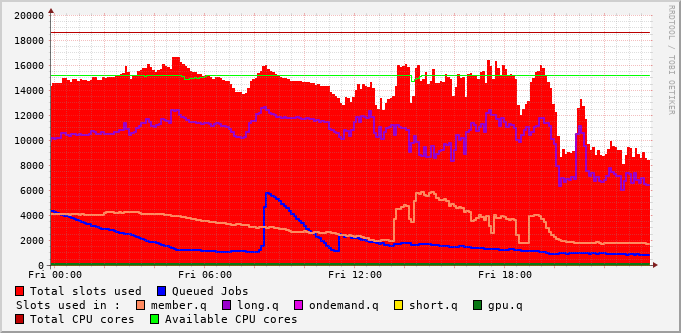 20000
18000
16000
14000
12000
10000
8000
6000
4000
2000
0
Fri 00:00 Fri 06:00 Fri 12:00 Fri 18:00
RRDTOOL / TOBI OETIKER
Total slots used Queued Jobs
Slots used in : member.q long.q ondemand.q short.q gpu.q
Total CPU cores Available CPU cores